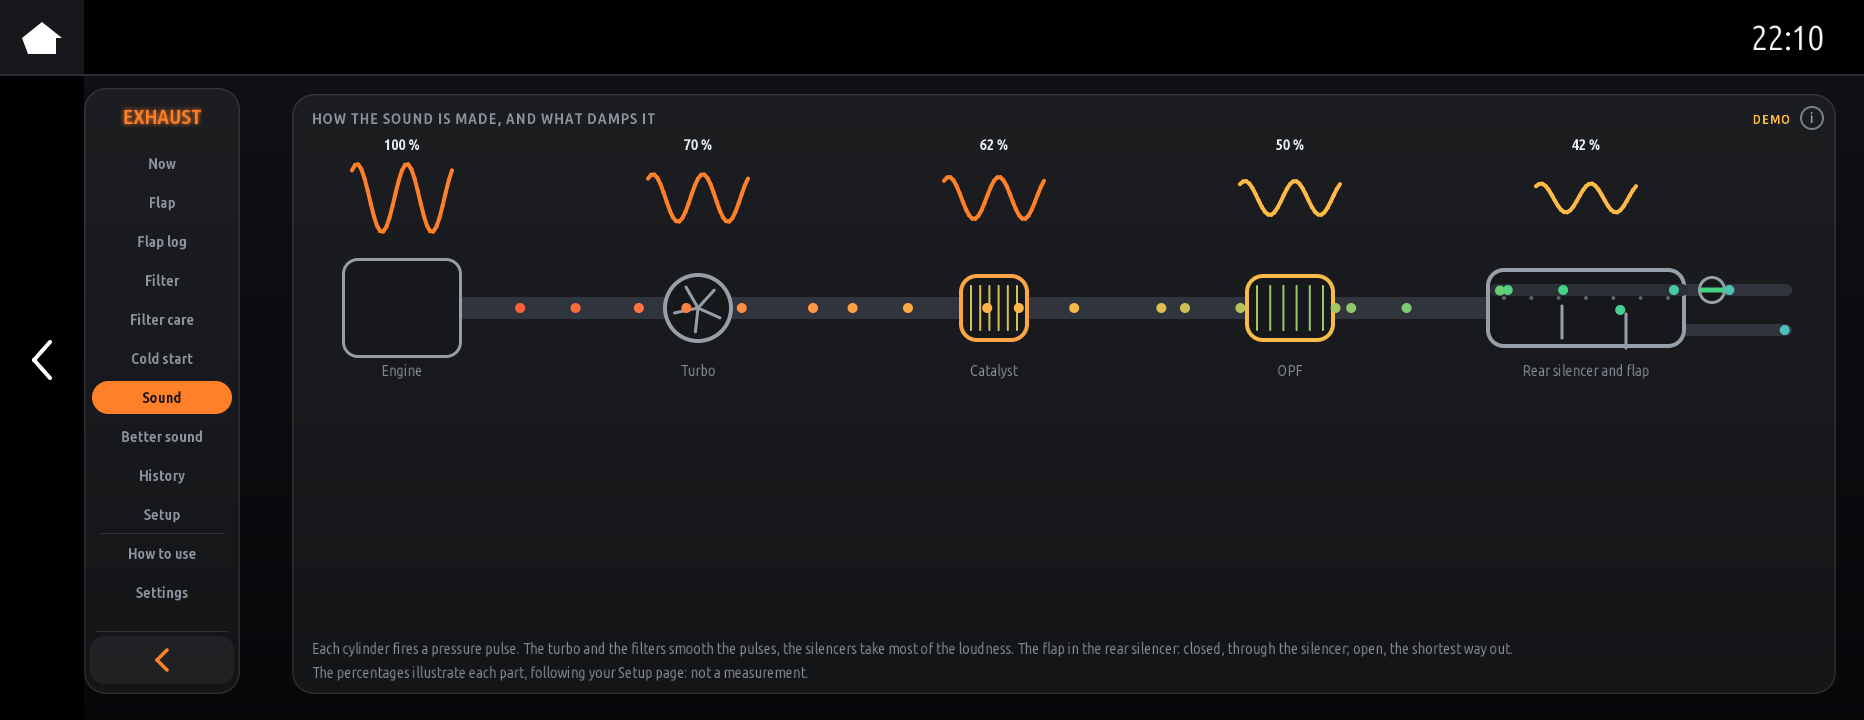 22:10
EXHAUST
Now
Flap
Flap log
Filter
Filter care
Cold start
Sound
Better sound
History
Setup
How to use
Settings
HOW THE SOUND IS MADE, AND WHAT DAMPS IT
DEMO
i
100 %
70 %
62 %
50 %
42 %
Engine
Turbo
Catalyst
OPF
Rear silencer and flap
Each cylinder fires a pressure pulse. The turbo and the filters smooth the pulses, the silencers take most of the loudness. The flap in the rear silencer: closed, through the silencer; open, the shortest way out.
The percentages illustrate each part, following your Setup page: not a measurement.